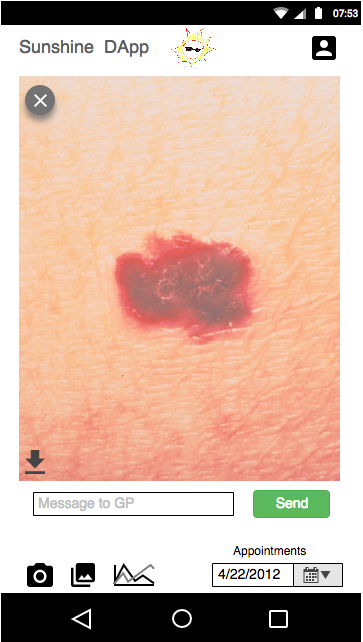 07:53
Sunshine DApp
Message to GP
Send
Appointments
4/22/2012